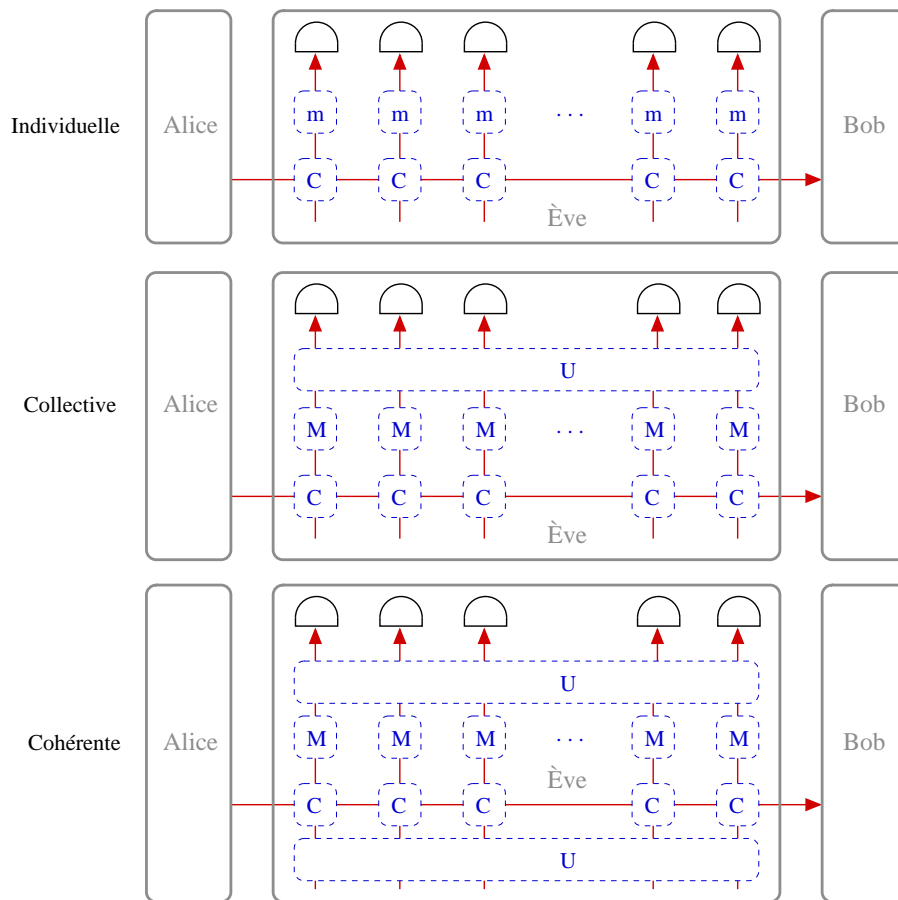 m m m . . . m m
Individuelle Alice Bob
C C C C C
Ève
U
Collective Alice Bob
M M M . . . M M
C C C C C
Ève
U
Cohérente Alice M M M . . . M M Bob
Ève
C C C C C
U